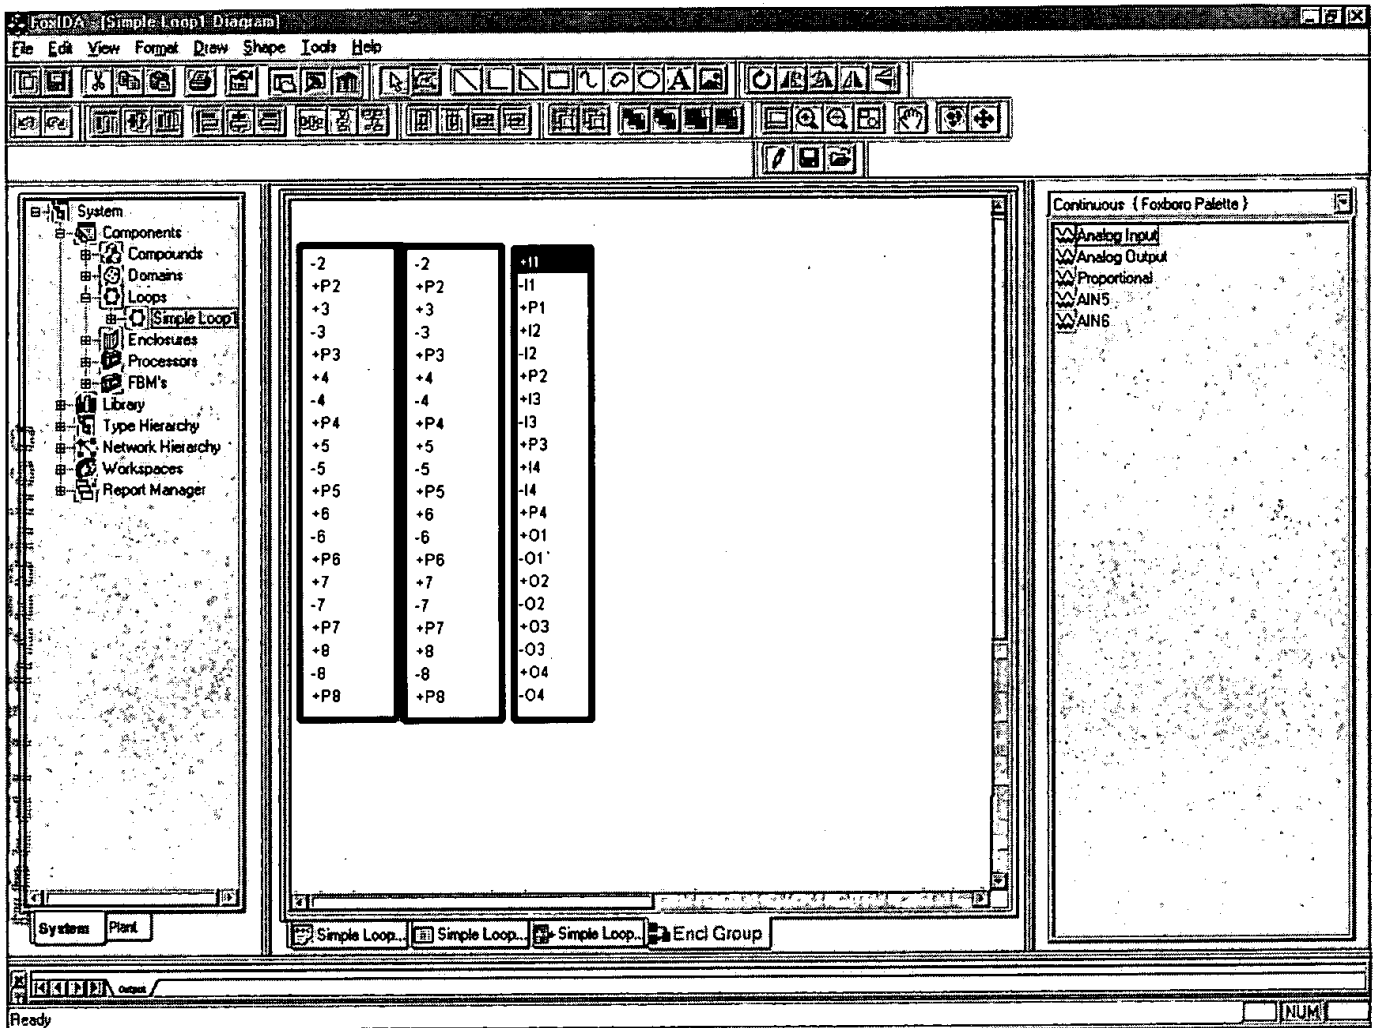 FoxIDA - [Simple Loop1 Diagram]
File Edit View Format Draw Shape Tools Help
System
Components
Compounds
Domains
Loops
Simple Loop1
Enclosures
Processors
FBM's
Library
Type Hierarchy
Network Hierarchy
Workspaces
Report Manager
System Plant
-2
+P2
+3
-3
+P3
+4
-4
+P4
+5
-5
+P5
+6
-6
+P6
+7
-7
+P7
+8
-8
+P8
-2
+P2
+3
-3
+P3
+4
-4
+P4
+5
-5
+P5
+6
-6
+P6
+7
-7
+P7
+8
-8
+P8
+I1
-I1
+P1
+I2
-I2
+P2
+I3
-I3
+P3
+I4
-I4
+P4
+O1
-O1
+O2
-O2
+O3
-O3
+O4
-O4
Simple Loop... Simple Loop... Simple Loop... Encl Group
Continuous { Foxboro Palette }
Analog Input
Analog Output
Proportional
AIN5
AIN6
Output
Ready NUM